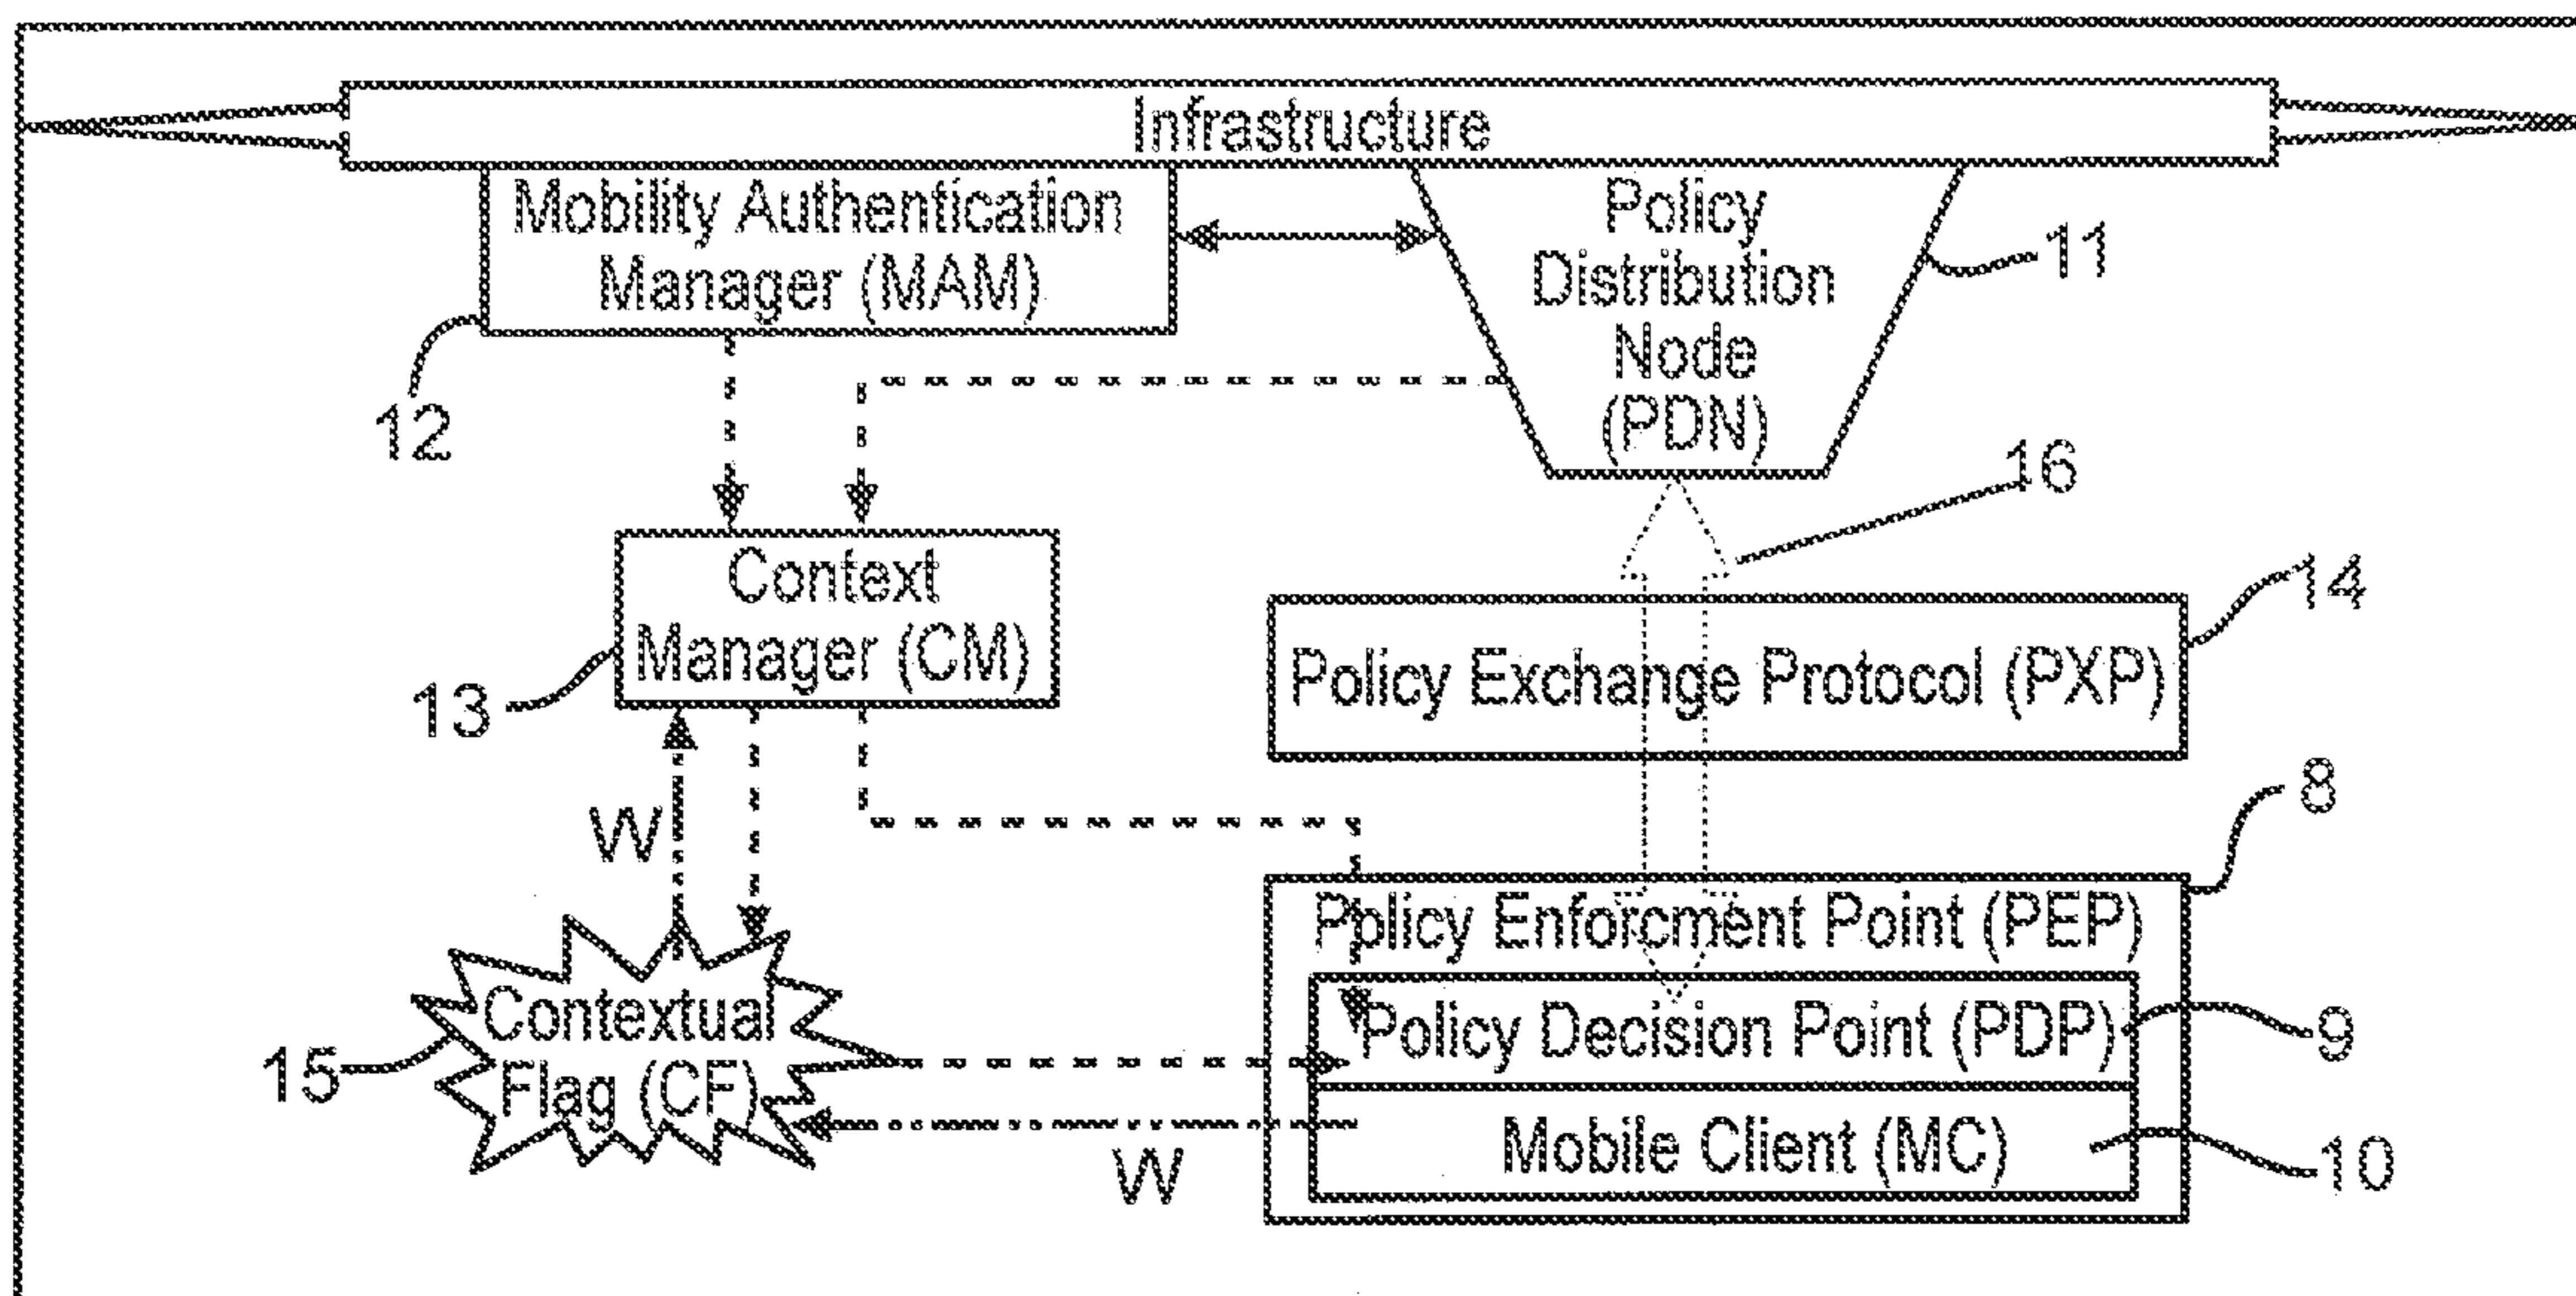 Infrastructure
Mobility Authentication
Manager (MAM)
12
Policy
Distribution
Node
(PDN)
11
16
Context
Manager (CM)
13
Policy Exchange Protocol (PXP)
14
W
8
Policy Enforcment Point (PEP)
Policy Decision Point (PDP)
9
Mobile Client (MC)
10
Contextual
Flag (CF)
15
W